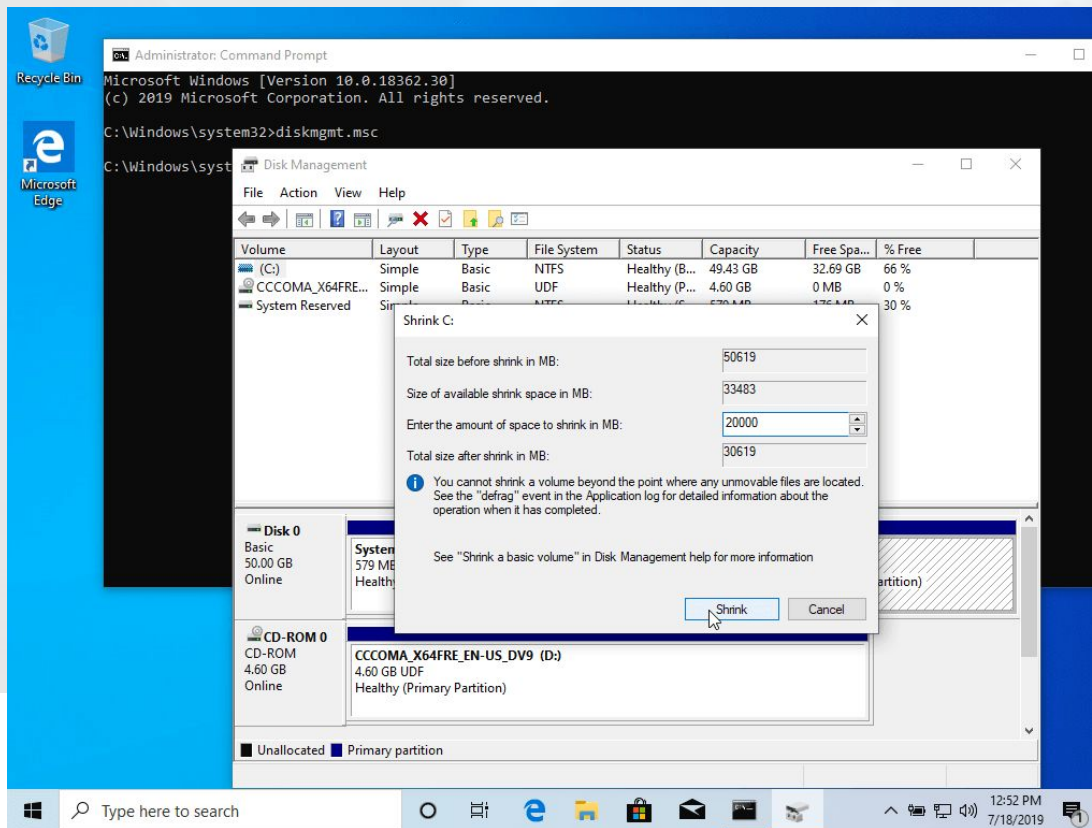 Recycle Bin
Microsoft
Edge
Administrator: Command Prompt
Microsoft Windows [Version 10.0.18362.30]
(c) 2019 Microsoft Corporation. All rights reserved.
C:\Windows\system32>diskmgmt.msc
C:\Windows\syst
Disk Management
File Action View Help
Volume Layout Type File System Status Capacity Free Spa... % Free
(C:) Simple Basic NTFS Healthy (B... 49.43 GB 32.69 GB 66 %
CCCOMA_X64FRE... Simple Basic UDF Healthy (P... 4.60 GB 0 MB 0 %
System Reserved 30 %
Shrink C:
Total size before shrink in MB: 50619
Size of available shrink space in MB: 33483
Enter the amount of space to shrink in MB: 20000
Total size after shrink in MB: 30619
You cannot shrink a volume beyond the point where any unmovable files are located.
See the "defrag" event in the Application log for detailed information about the
operation when it has completed.
See "Shrink a basic volume" in Disk Management help for more information
Shrink Cancel
Disk 0
Basic
50.00 GB
Online
System
579 MB
Health
artition)
CD-ROM 0
CD-ROM
4.60 GB
Online
CCCOMA_X64FRE_EN-US_DV9 (D:)
4.60 GB UDF
Healthy (Primary Partition)
Unallocated Primary partition
Type here to search
12:52 PM
7/18/2019
1